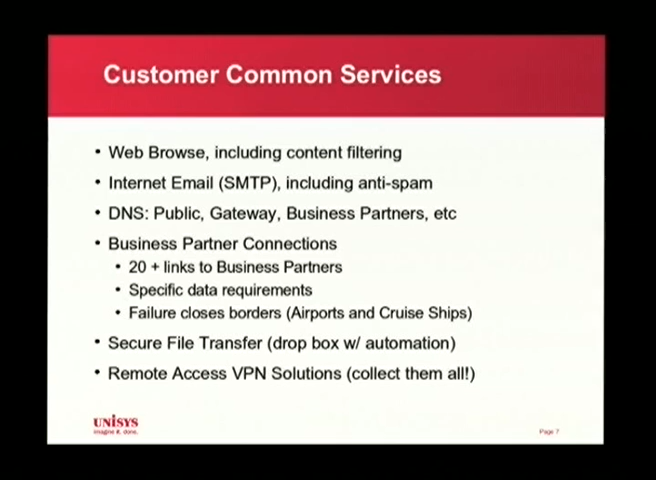 Customer Common Services
• Web Browse, including content filtering
• Internet Email (SMTP), including anti-spam
• DNS: Public, Gateway, Business Partners, etc
• Business Partner Connections
• 20 + links to Business Partners
• Specific data requirements
• Failure closes borders (Airports and Cruise Ships)
• Secure File Transfer (drop box w/ automation)
• Remote Access VPN Solutions (collect them all!)
UNISYS
imagine it. done.
Page 7